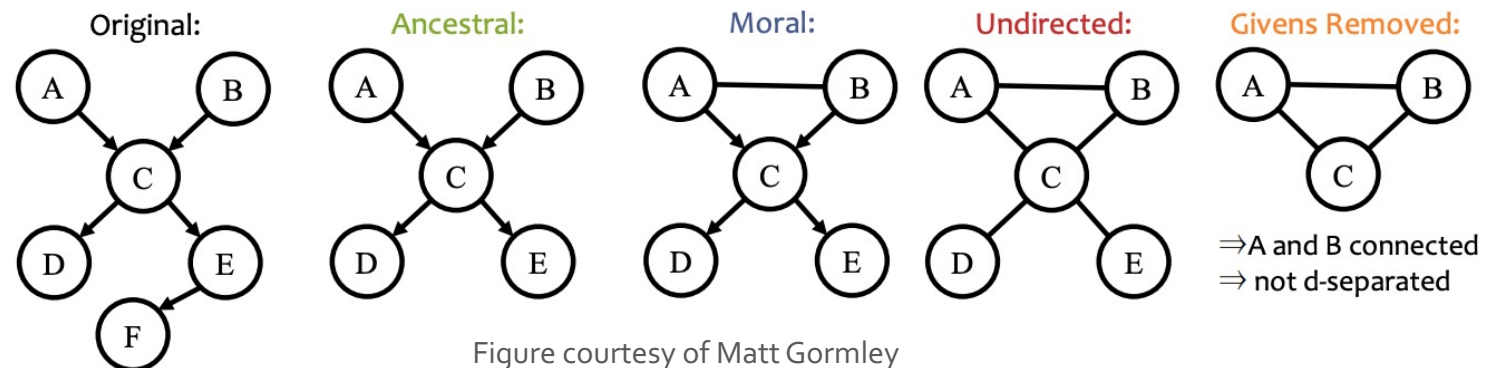 Original:
A
B
C
D
E
F
Ancestral:
A
B
C
D
E
Moral:
A
B
C
D
E
Undirected:
A
B
C
D
E
Givens Removed:
A
B
C
⇒A and B connected
⇒ not d-separated
Figure courtesy of Matt Gormley